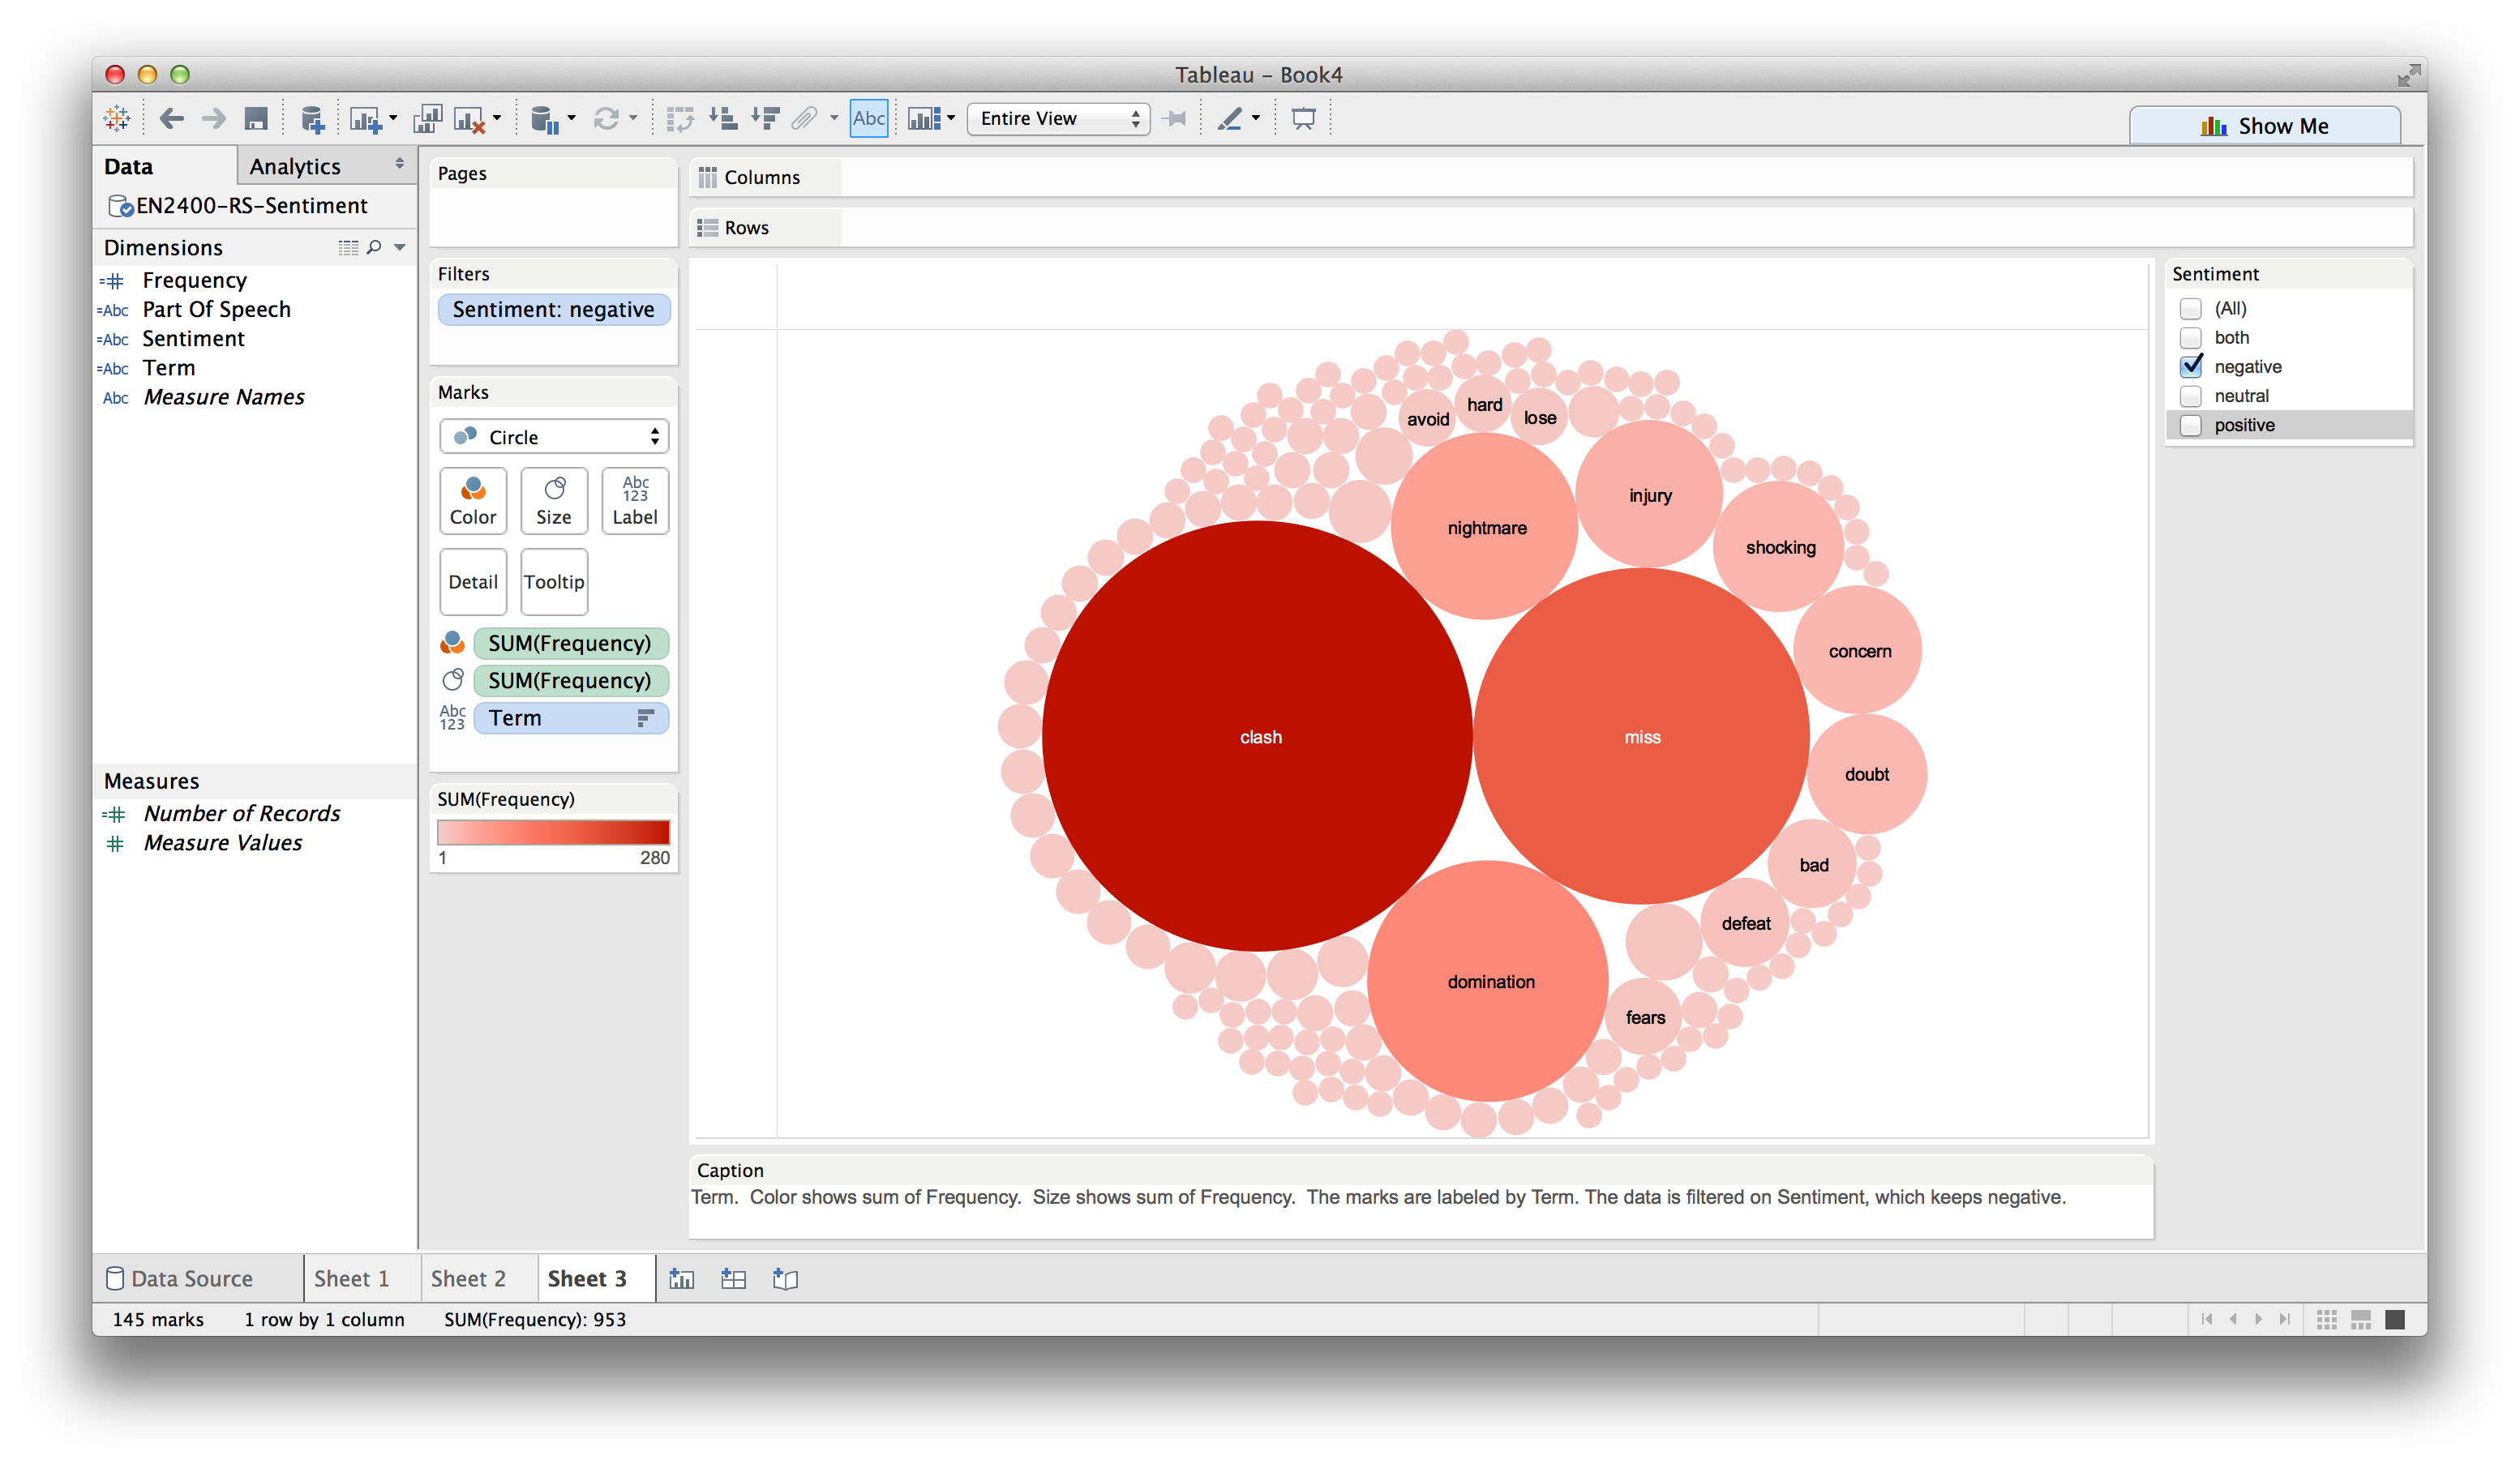 Tableau - Book4
Abc
Entire View
Show Me
Data
Analytics
EN2400-RS-Sentiment
Dimensions
=# Frequency
=Abc Part Of Speech
=Abc Sentiment
=Abc Term
Abc Measure Names
Measures
=# Number of Records
# Measure Values
Pages
Filters
Sentiment: negative
Marks
Circle
Color
Size
Abc
123
Label
Detail
Tooltip
SUM(Frequency)
SUM(Frequency)
Abc
123
Term
SUM(Frequency)
1 280
Columns
Rows
avoid
hard
lose
nightmare
injury
shocking
concern
clash
miss
doubt
bad
defeat
domination
fears
Sentiment
(All)
both
negative
neutral
positive
Caption
Term. Color shows sum of Frequency. Size shows sum of Frequency. The marks are labeled by Term. The data is filtered on Sentiment, which keeps negative.
Data Source
Sheet 1
Sheet 2
Sheet 3
145 marks 1 row by 1 column SUM(Frequency): 953